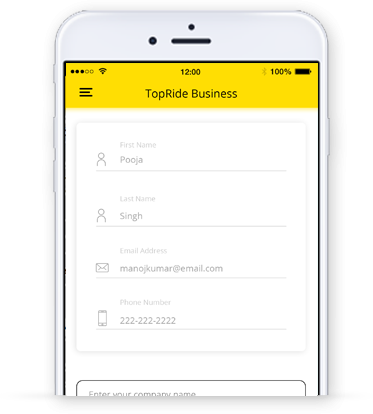 12:00
100%
TopRide Business
First Name
Pooja
Last Name
Singh
Email Address
manojkumar@email.com
Phone Number
222-222-2222
Enter your company name